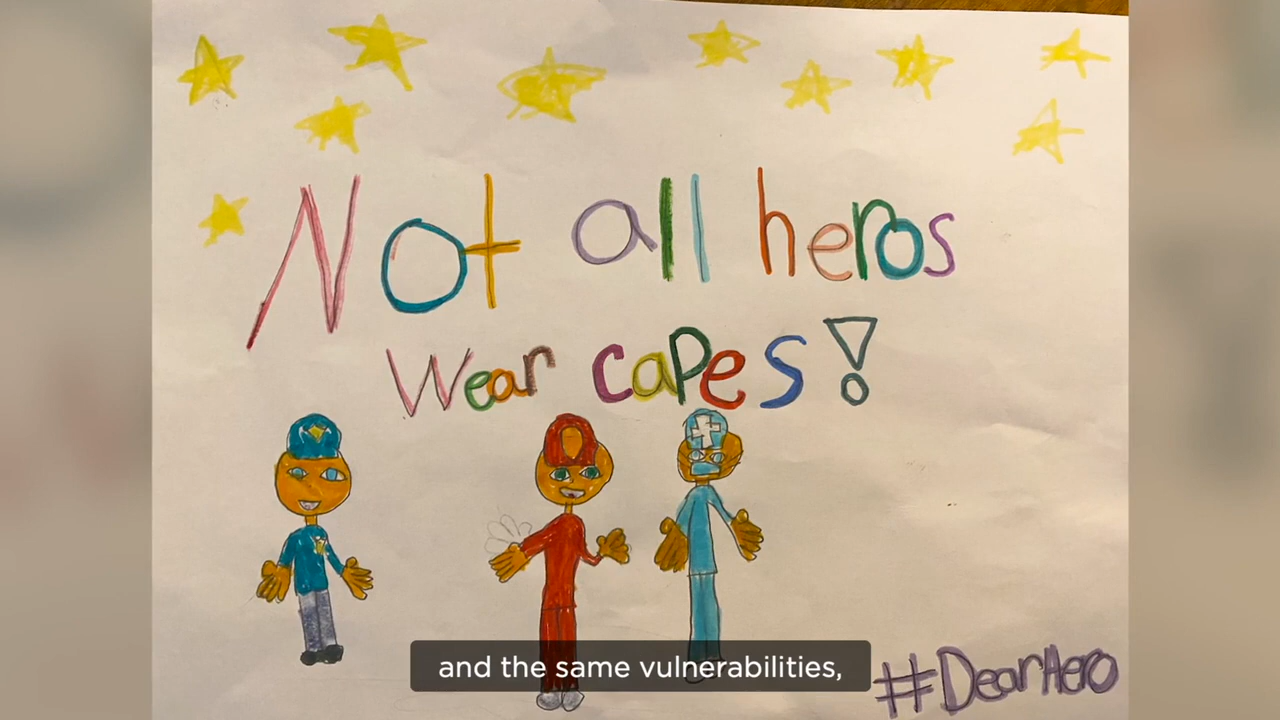 Not all heros
wear capes!
and the same vulnerabilities,
#DearHero